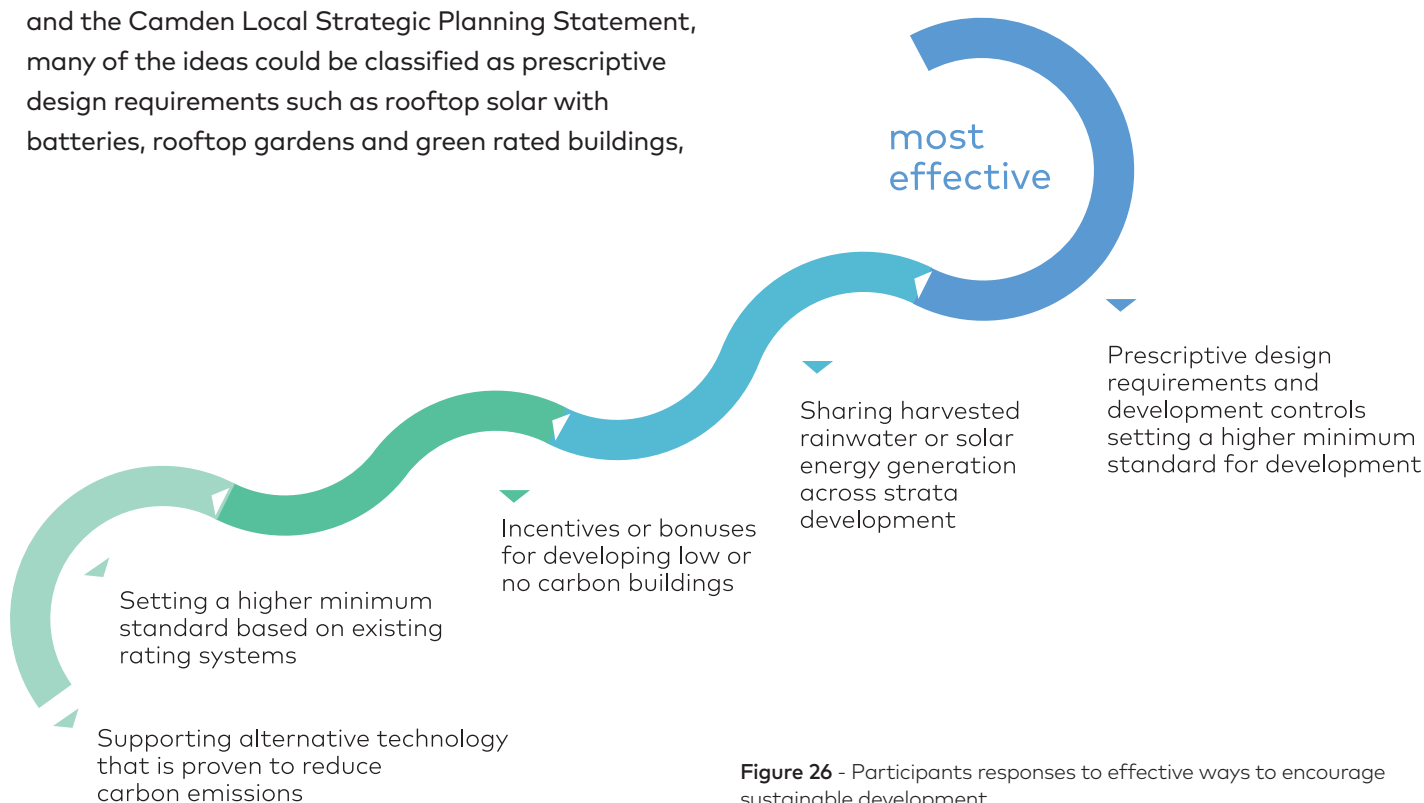 and the Camden Local Strategic Planning Statement,
many of the ideas could be classified as prescriptive
design requirements such as rooftop solar with
batteries, rooftop gardens and green rated buildings,
most
effective
Prescriptive design
requirements and
development controls
setting a higher minimum
standard for development
Sharing harvested
rainwater or solar
energy generation
across strata
development
Incentives or bonuses
for developing low or
no carbon buildings
Setting a higher minimum
standard based on existing
rating systems
Supporting alternative technology
that is proven to reduce
carbon emissions
Figure 26 - Participants responses to effective ways to encourage
sustainable development